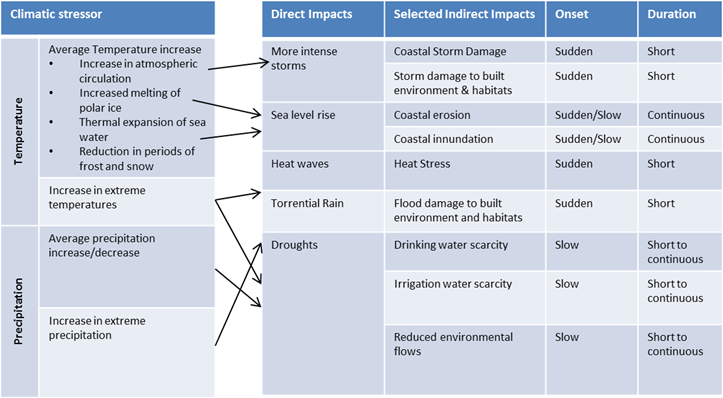 Climatic stressor
Temperature
Average Temperature increase
• Increase in atmospheric
circulation
• Increased melting of
polar ice
• Thermal expansion of sea
water
• Reduction in periods of
frost and snow
Increase in extreme
temperatures
Precipitation
Average precipitation
increase/decrease
Increase in extreme
precipitation
Direct Impacts Selected Indirect Impacts Onset Duration
More intense
storms
Coastal Storm Damage Sudden Short
Storm damage to built
environment & habitats
Sudden Short
Sea level rise Coastal erosion Sudden/Slow Continuous
Coastal innundation Sudden/Slow Continuous
Heat waves Heat Stress Sudden Short
Torrential Rain Flood damage to built
environment and habitats
Sudden Short
Droughts Drinking water scarcity Slow Short to
continuous
Irrigation water scarcity Slow Short to
continuous
Reduced environmental
flows
Slow Short to
continuous